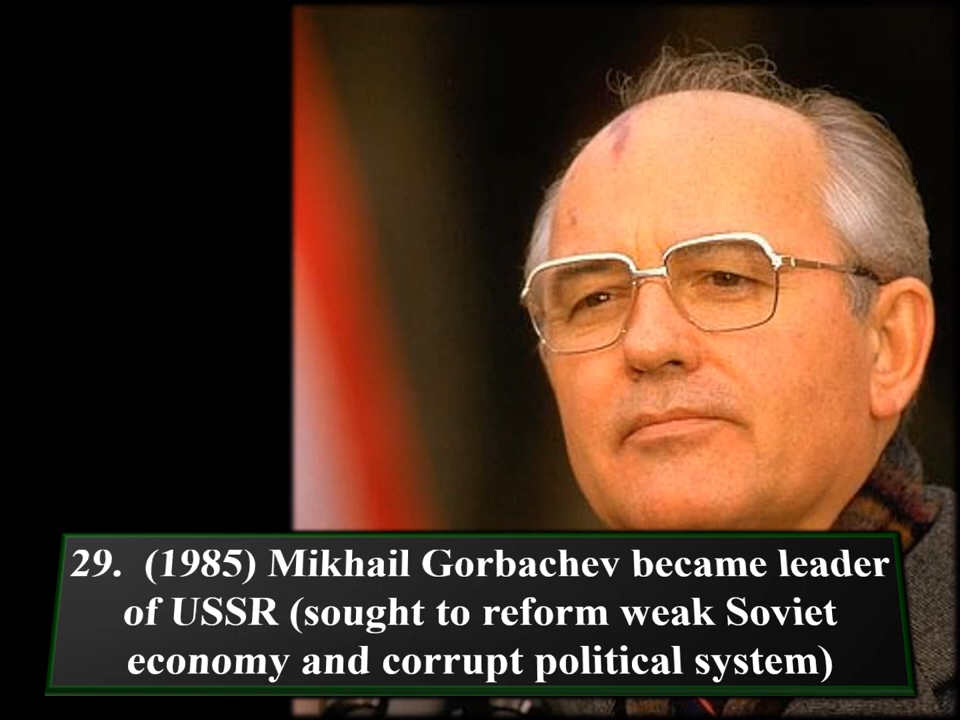 29.  (1985) Mikhail Gorbachev became leader
of USSR (sought to reform weak Soviet
economy and corrupt political system)